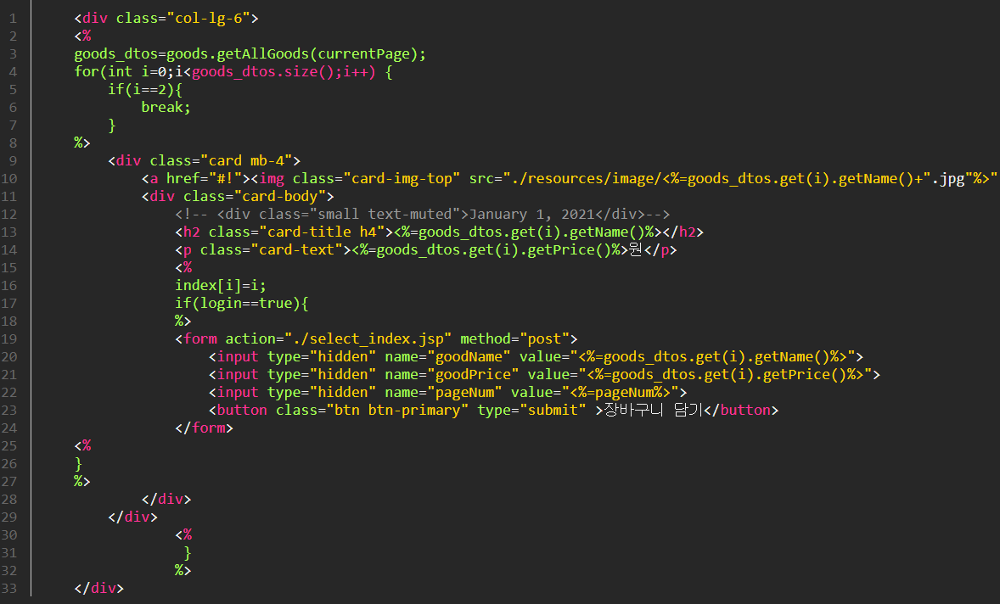 1 <div class="col-lg-6">
2 <%
3 goods_dtos=goods.getAllGoods(currentPage);
4 for(int i=0;i<goods_dtos.size();i++) {
5     if(i==2){
6         break;
7     }
8 %>
9     <div class="card mb-4">
10         <a href="#!"><img class="card-img-top" src="./resources/image/<%=goods_dtos.get(i).getName()+".jpg"%>"
11         <div class="card-body">
12             <!-- <div class="small text-muted">January 1, 2021</div>-->
13             <h2 class="card-title h4"><%=goods_dtos.get(i).getName()%></h2>
14             <p class="card-text"><%=goods_dtos.get(i).getPrice()%>원</p>
15             <%
16             index[i]=i;
17             if(login==true){
18             %>
19             <form action="./select_index.jsp" method="post">
20                 <input type="hidden" name="goodName" value="<%=goods_dtos.get(i).getName()%>">
21                 <input type="hidden" name="goodPrice" value="<%=goods_dtos.get(i).getPrice()%>">
22                 <input type="hidden" name="pageNum" value="<%=pageNum%>">
23                 <button class="btn btn-primary" type="submit" >장바구니 담기</button>
24             </form>
25 <%
26 }
27 %>
28         </div>
29     </div>
30             <%
31              }
32             %>
33 </div>